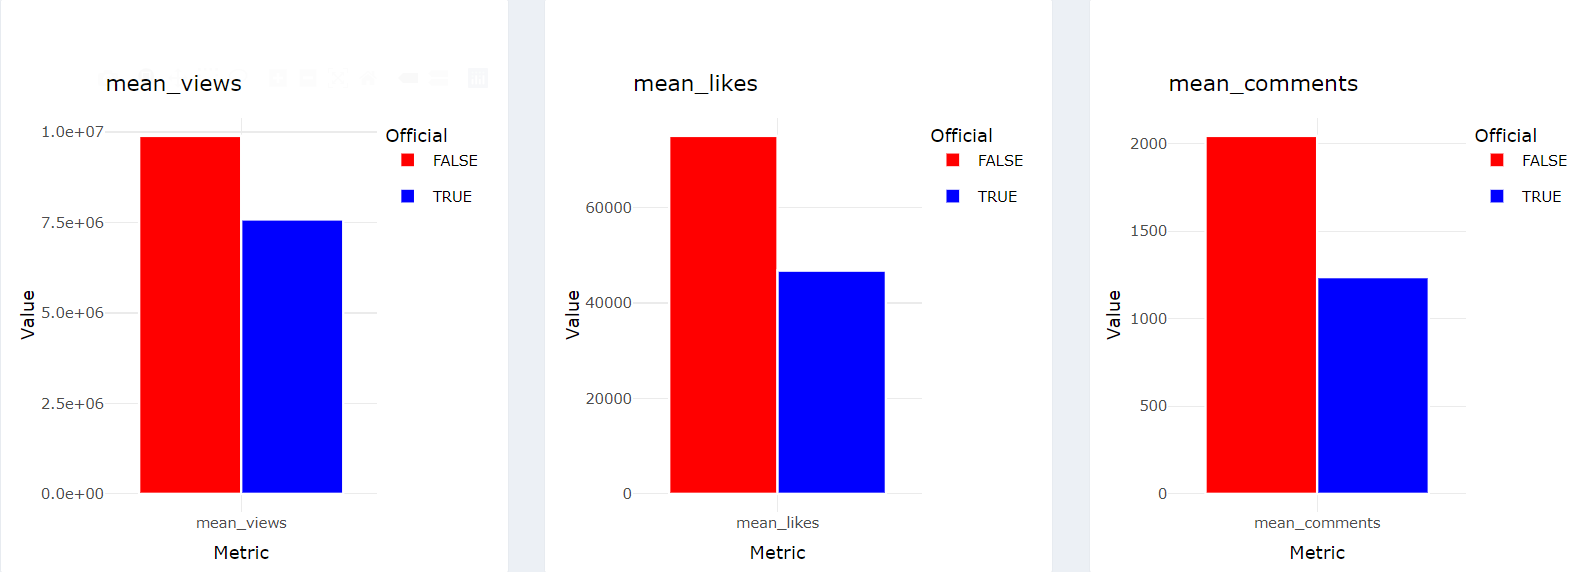 mean_views
1.0e+07
7.5e+06
5.0e+06
2.5e+06
0.0e+00
Value
mean_views
Metric
Official
FALSE
TRUE
mean_likes
60000
40000
20000
0
Value
mean_likes
Metric
Official
FALSE
TRUE
mean_comments
2000
1500
1000
500
0
Value
mean_comments
Metric
Official
FALSE
TRUE